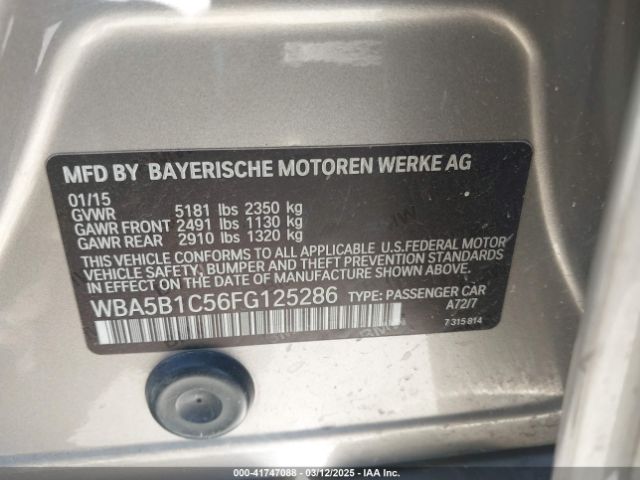 MFD BY BAYERISCHE MOTOREN WERKE AG
01/15
GVWR 5181 lbs 2350 kg
GAWR FRONT 2491 lbs 1130 kg
GAWR REAR 2910 lbs 1320 kg
THIS VEHICLE CONFORMS TO ALL APPLICABLE U.S.FEDERAL MOTOR
VEHICLE SAFETY, BUMPER AND THEFT PREVENTION STANDARDS
IN EFFECT ON THE DATE OF MANUFACTURE SHOWN ABOVE.
WBA5B1C56FG125286 TYPE: PASSENGER CAR
A72/7
7 315 814
000-41747088 — 03/12/2025 — IAA Inc.